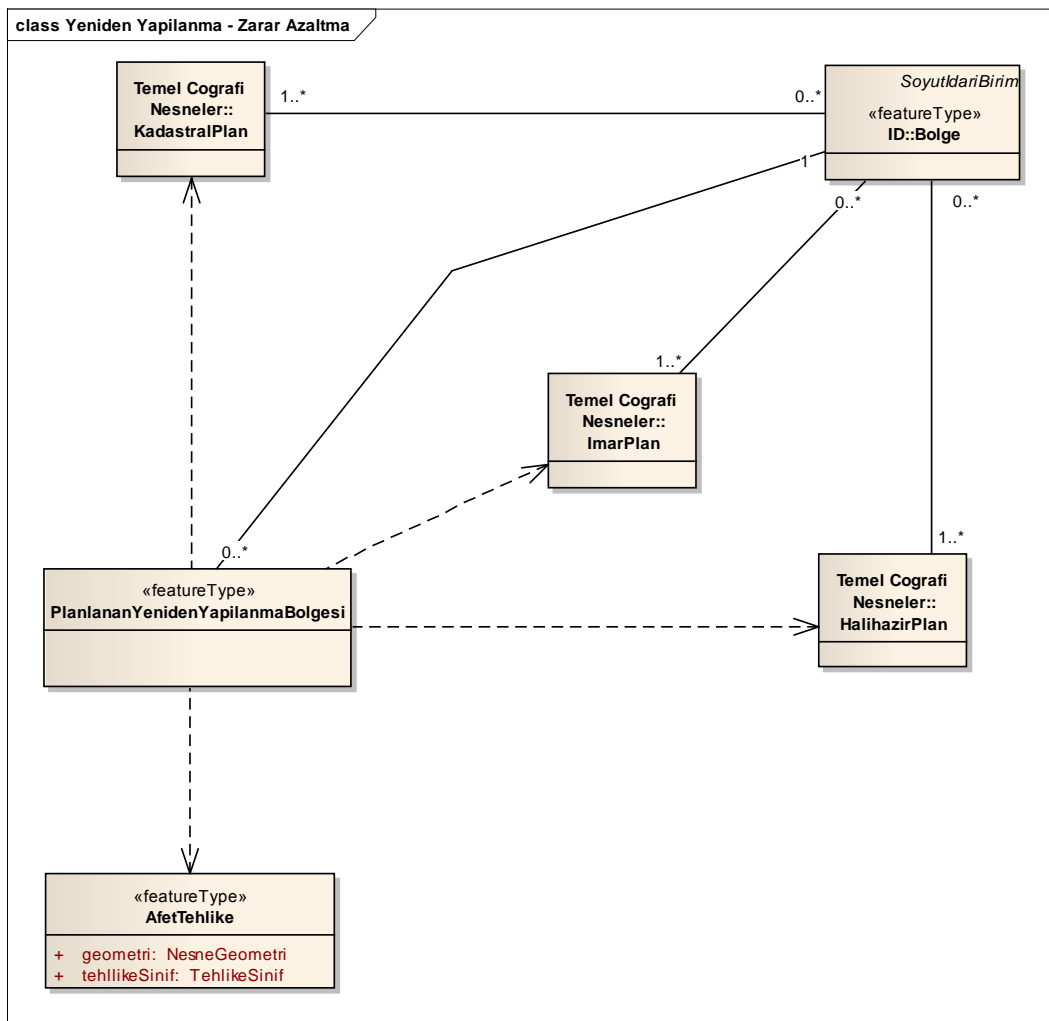 class Yeniden Yapilanma - Zarar Azaltma
Temel Cografi
Nesneler::
KadastralPlan
1..*
0..*
SoyutIdariBirim
«featureType»
ID::Bolge
1
0..*
0..*
1..*
Temel Cografi
Nesneler::
ImarPlan
0..*
1..*
«featureType»
PlanlananYenidenYapilanmaBolgesi
Temel Cografi
Nesneler::
HalihazirPlan
«featureType»
AfetTehlike
+ geometri: NesneGeometri
+ tehllikeSinif: TehlikeSinif